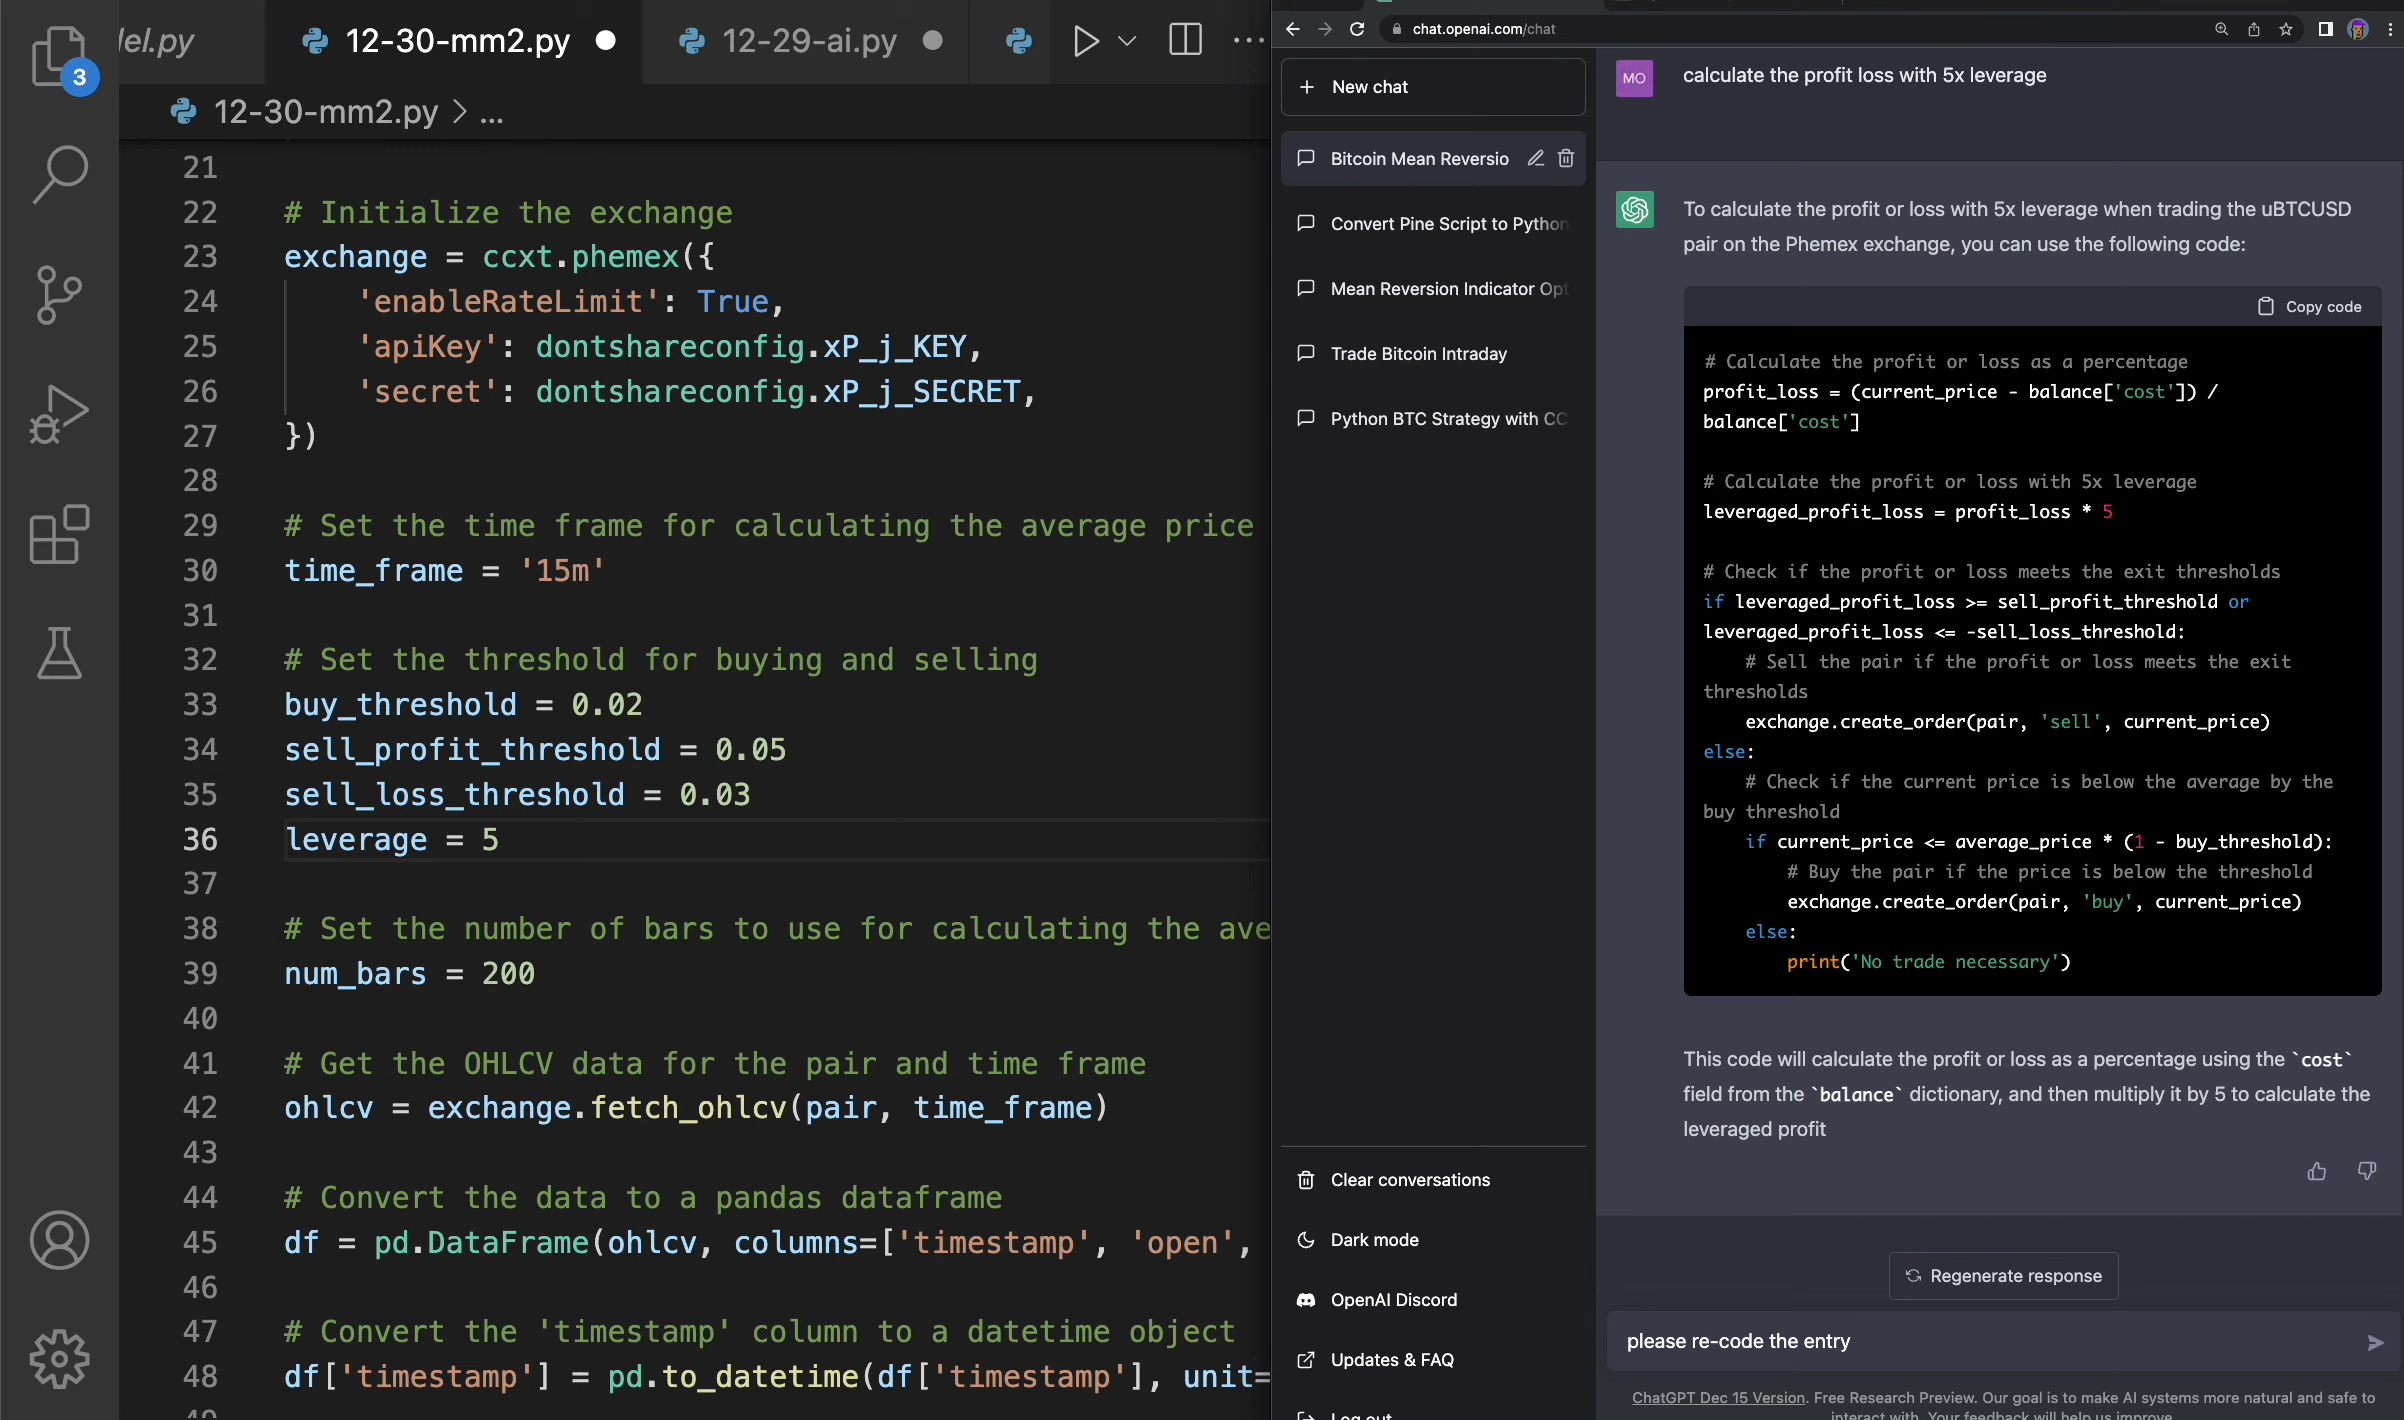 del.py
12-30-mm2.py
12-29-ai.py
3
12-30-mm2.py > ...
21
22 # Initialize the exchange
23 exchange = ccxt.phemex({
24 'enableRateLimit': True,
25 'apiKey': dontshareconfig.xP_j_KEY,
26 'secret': dontshareconfig.xP_j_SECRET,
27 })
28
29 # Set the time frame for calculating the average price
30 time_frame = '15m'
31
32 # Set the threshold for buying and selling
33 buy_threshold = 0.02
34 sell_profit_threshold = 0.05
35 sell_loss_threshold = 0.03
36 leverage = 5
37
38 # Set the number of bars to use for calculating the ave
39 num_bars = 200
40
41 # Get the OHLCV data for the pair and time frame
42 ohlcv = exchange.fetch_ohlcv(pair, time_frame)
43
44 # Convert the data to a pandas dataframe
45 df = pd.DataFrame(ohlcv, columns=['timestamp', 'open',
46
47 # Convert the 'timestamp' column to a datetime object
48 df['timestamp'] = pd.to_datetime(df['timestamp'], unit=
49
chat.openai.com/chat
New chat
Bitcoin Mean Reversio
Convert Pine Script to Python
Mean Reversion Indicator Opt
Trade Bitcoin Intraday
Python BTC Strategy with CC
Clear conversations
Dark mode
OpenAI Discord
Updates & FAQ
Log out
MO
calculate the profit loss with 5x leverage
To calculate the profit or loss with 5x leverage when trading the uBTCUSD
pair on the Phemex exchange, you can use the following code:
Copy code
# Calculate the profit or loss as a percentage
profit_loss = (current_price - balance['cost']) /
balance['cost']
# Calculate the profit or loss with 5x leverage
leveraged_profit_loss = profit_loss * 5
# Check if the profit or loss meets the exit thresholds
if leveraged_profit_loss >= sell_profit_threshold or
leveraged_profit_loss <= -sell_loss_threshold:
# Sell the pair if the profit or loss meets the exit
thresholds
exchange.create_order(pair, 'sell', current_price)
else:
# Check if the current price is below the average by the
buy threshold
if current_price <= average_price * (1 - buy_threshold):
# Buy the pair if the price is below the threshold
exchange.create_order(pair, 'buy', current_price)
else:
print('No trade necessary')
This code will calculate the profit or loss as a percentage using the `cost`
field from the `balance` dictionary, and then multiply it by 5 to calculate the
leveraged profit
Regenerate response
please re-code the entry
ChatGPT Dec 15 Version. Free Research Preview. Our goal is to make AI systems more natural and safe to
interact with. Your feedback will help us improve.